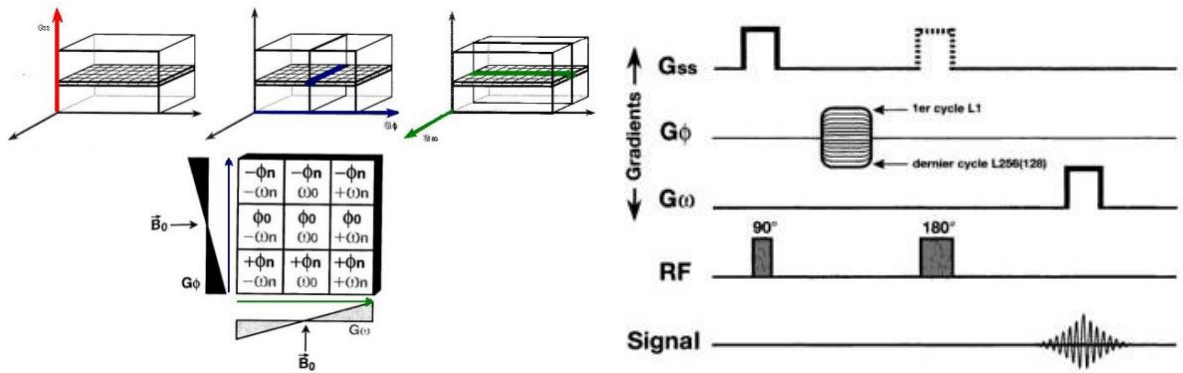 Gss
Gϕ
Gω
-ϕn -ϕn -ϕn
-ωn ω0 +ωn
ϕ0 ϕ0 ϕ0
-ωn ω0 +ωn
+ϕn +ϕn +ϕn
-ωn ω0 +ωn
B⃗0
Gϕ
Gω
B⃗0
Gradients
Gss
Gϕ
1er cycle L1
dernier cycle L256(128)
Gω
90°
180°
RF
Signal